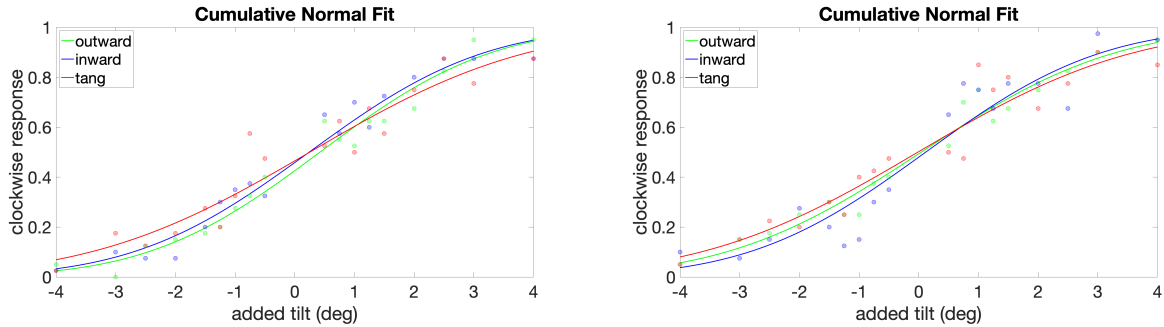 Cumulative Normal Fit
1
0.8
0.6
0.4
0.2
0
clockwise response
outward
inward
tang
-4 -3 -2 -1 0 1 2 3 4
added tilt (deg)
Cumulative Normal Fit
1
0.8
0.6
0.4
0.2
0
clockwise response
outward
inward
tang
-4 -3 -2 -1 0 1 2 3 4
added tilt (deg)